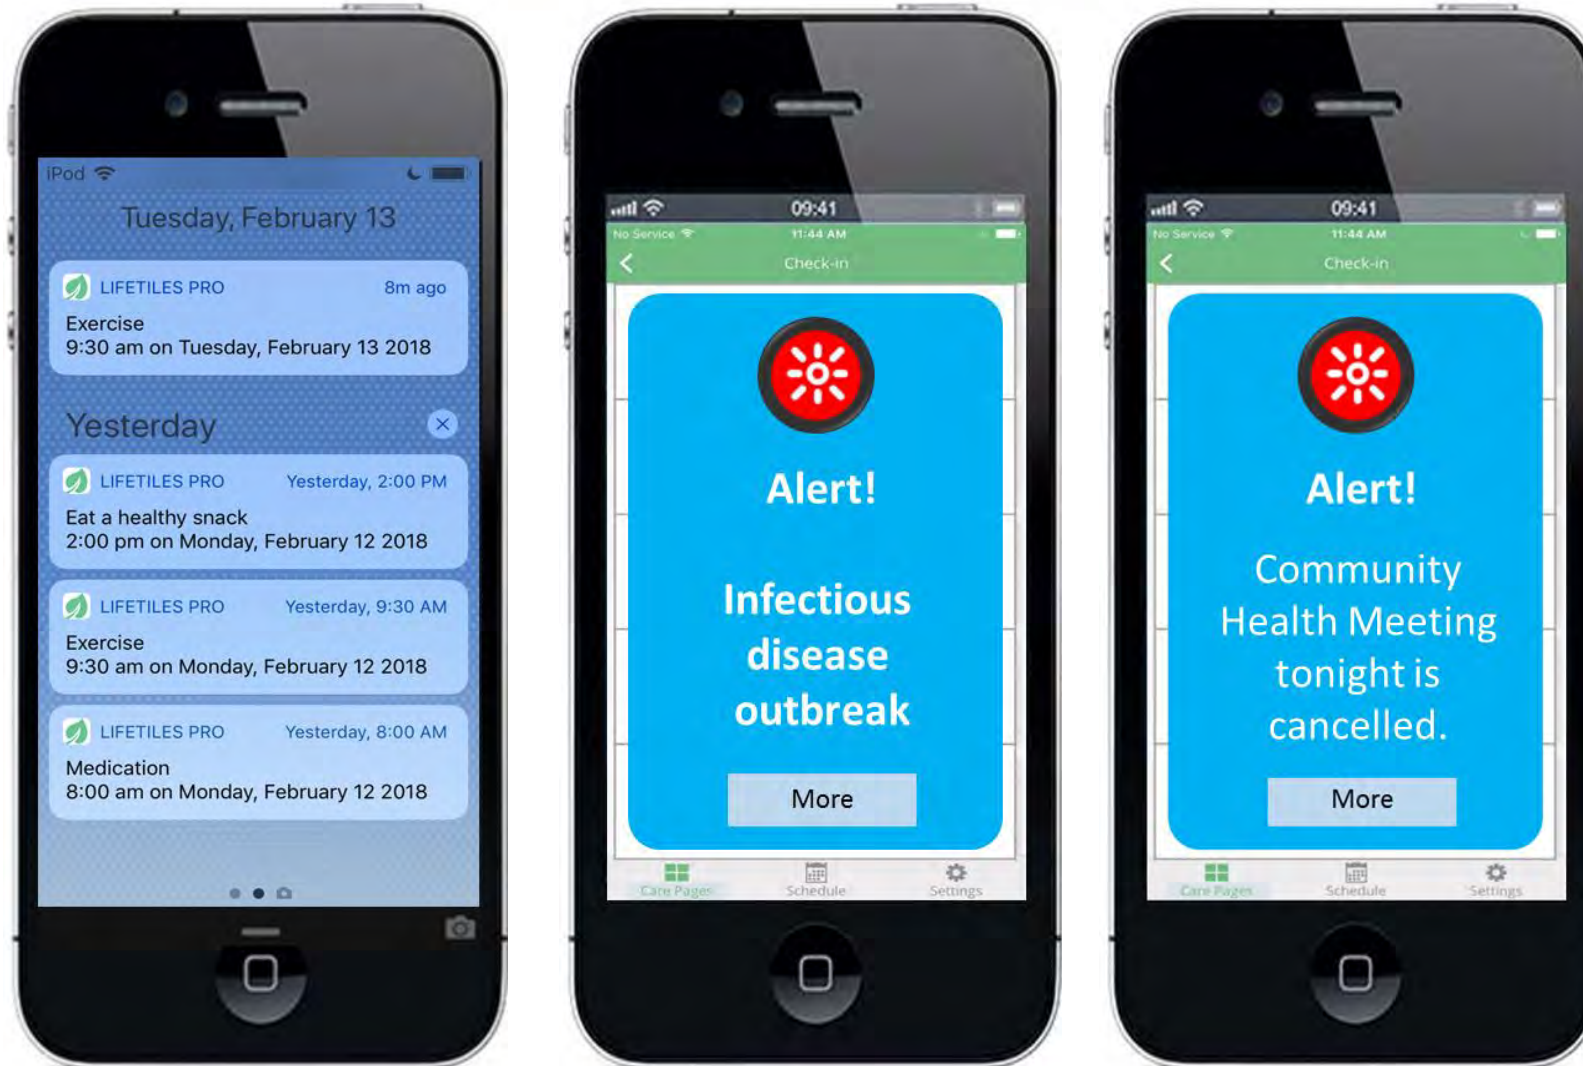 iPod
Tuesday, February 13
LIFETILES PRO 8m ago
Exercise
9:30 am on Tuesday, February 13 2018
Yesterday
LIFETILES PRO Yesterday, 2:00 PM
Eat a healthy snack
2:00 pm on Monday, February 12 2018
LIFETILES PRO Yesterday, 9:30 AM
Exercise
9:30 am on Monday, February 12 2018
LIFETILES PRO Yesterday, 8:00 AM
Medication
8:00 am on Monday, February 12 2018
09:41
No Service 11:44 AM
Check-in
Alert!
Infectious
disease
outbreak
More
Care Pages Schedule Settings
09:41
No Service 11:44 AM
Check-in
Alert!
Community
Health Meeting
tonight is
cancelled.
More
Care Pages Schedule Settings